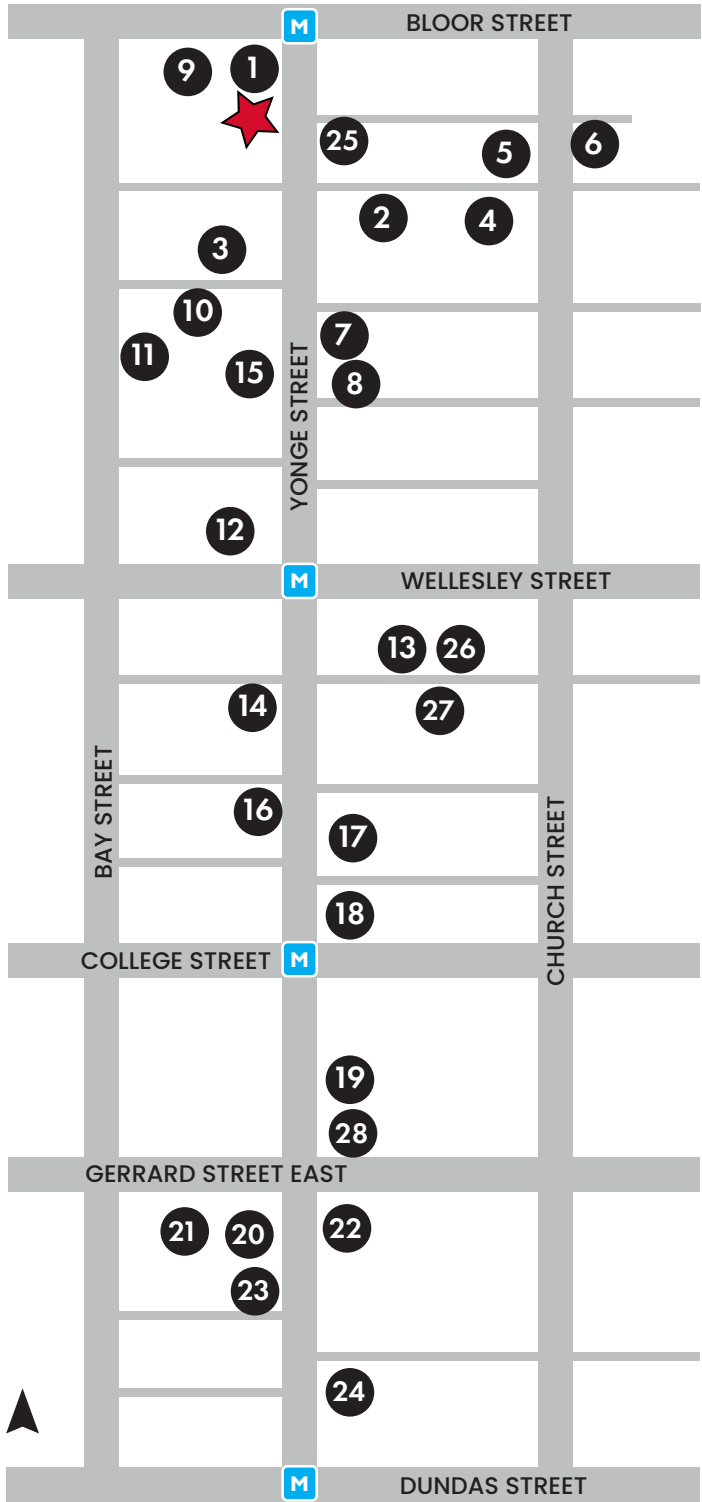 M
BLOOR STREET
9
1
25
5
6
2
4
3
10
7
11
15
8
YONGE STREET
12
M
WELLESLEY STREET
13
26
14
27
BAY STREET
16
17
CHURCH STREET
18
COLLEGE STREET
M
19
28
GERRARD STREET EAST
21
20
22
23
24
M
DUNDAS STREET